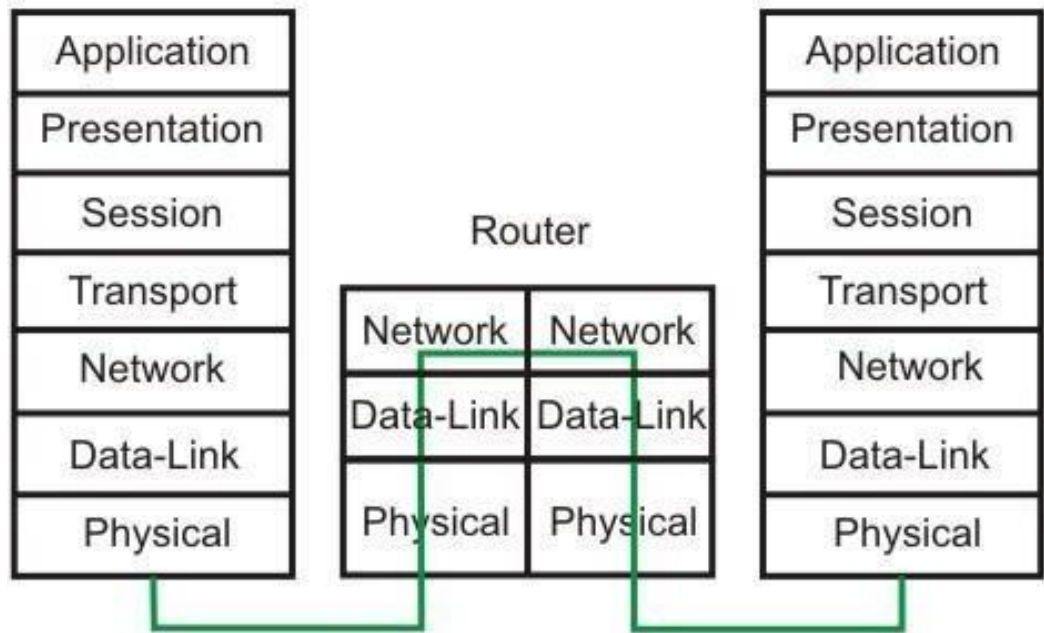 Application
Presentation
Session
Transport
Network
Data-Link
Physical
Router
Network Network
Data-Link Data-Link
Physical Physical
Application
Presentation
Session
Transport
Network
Data-Link
Physical